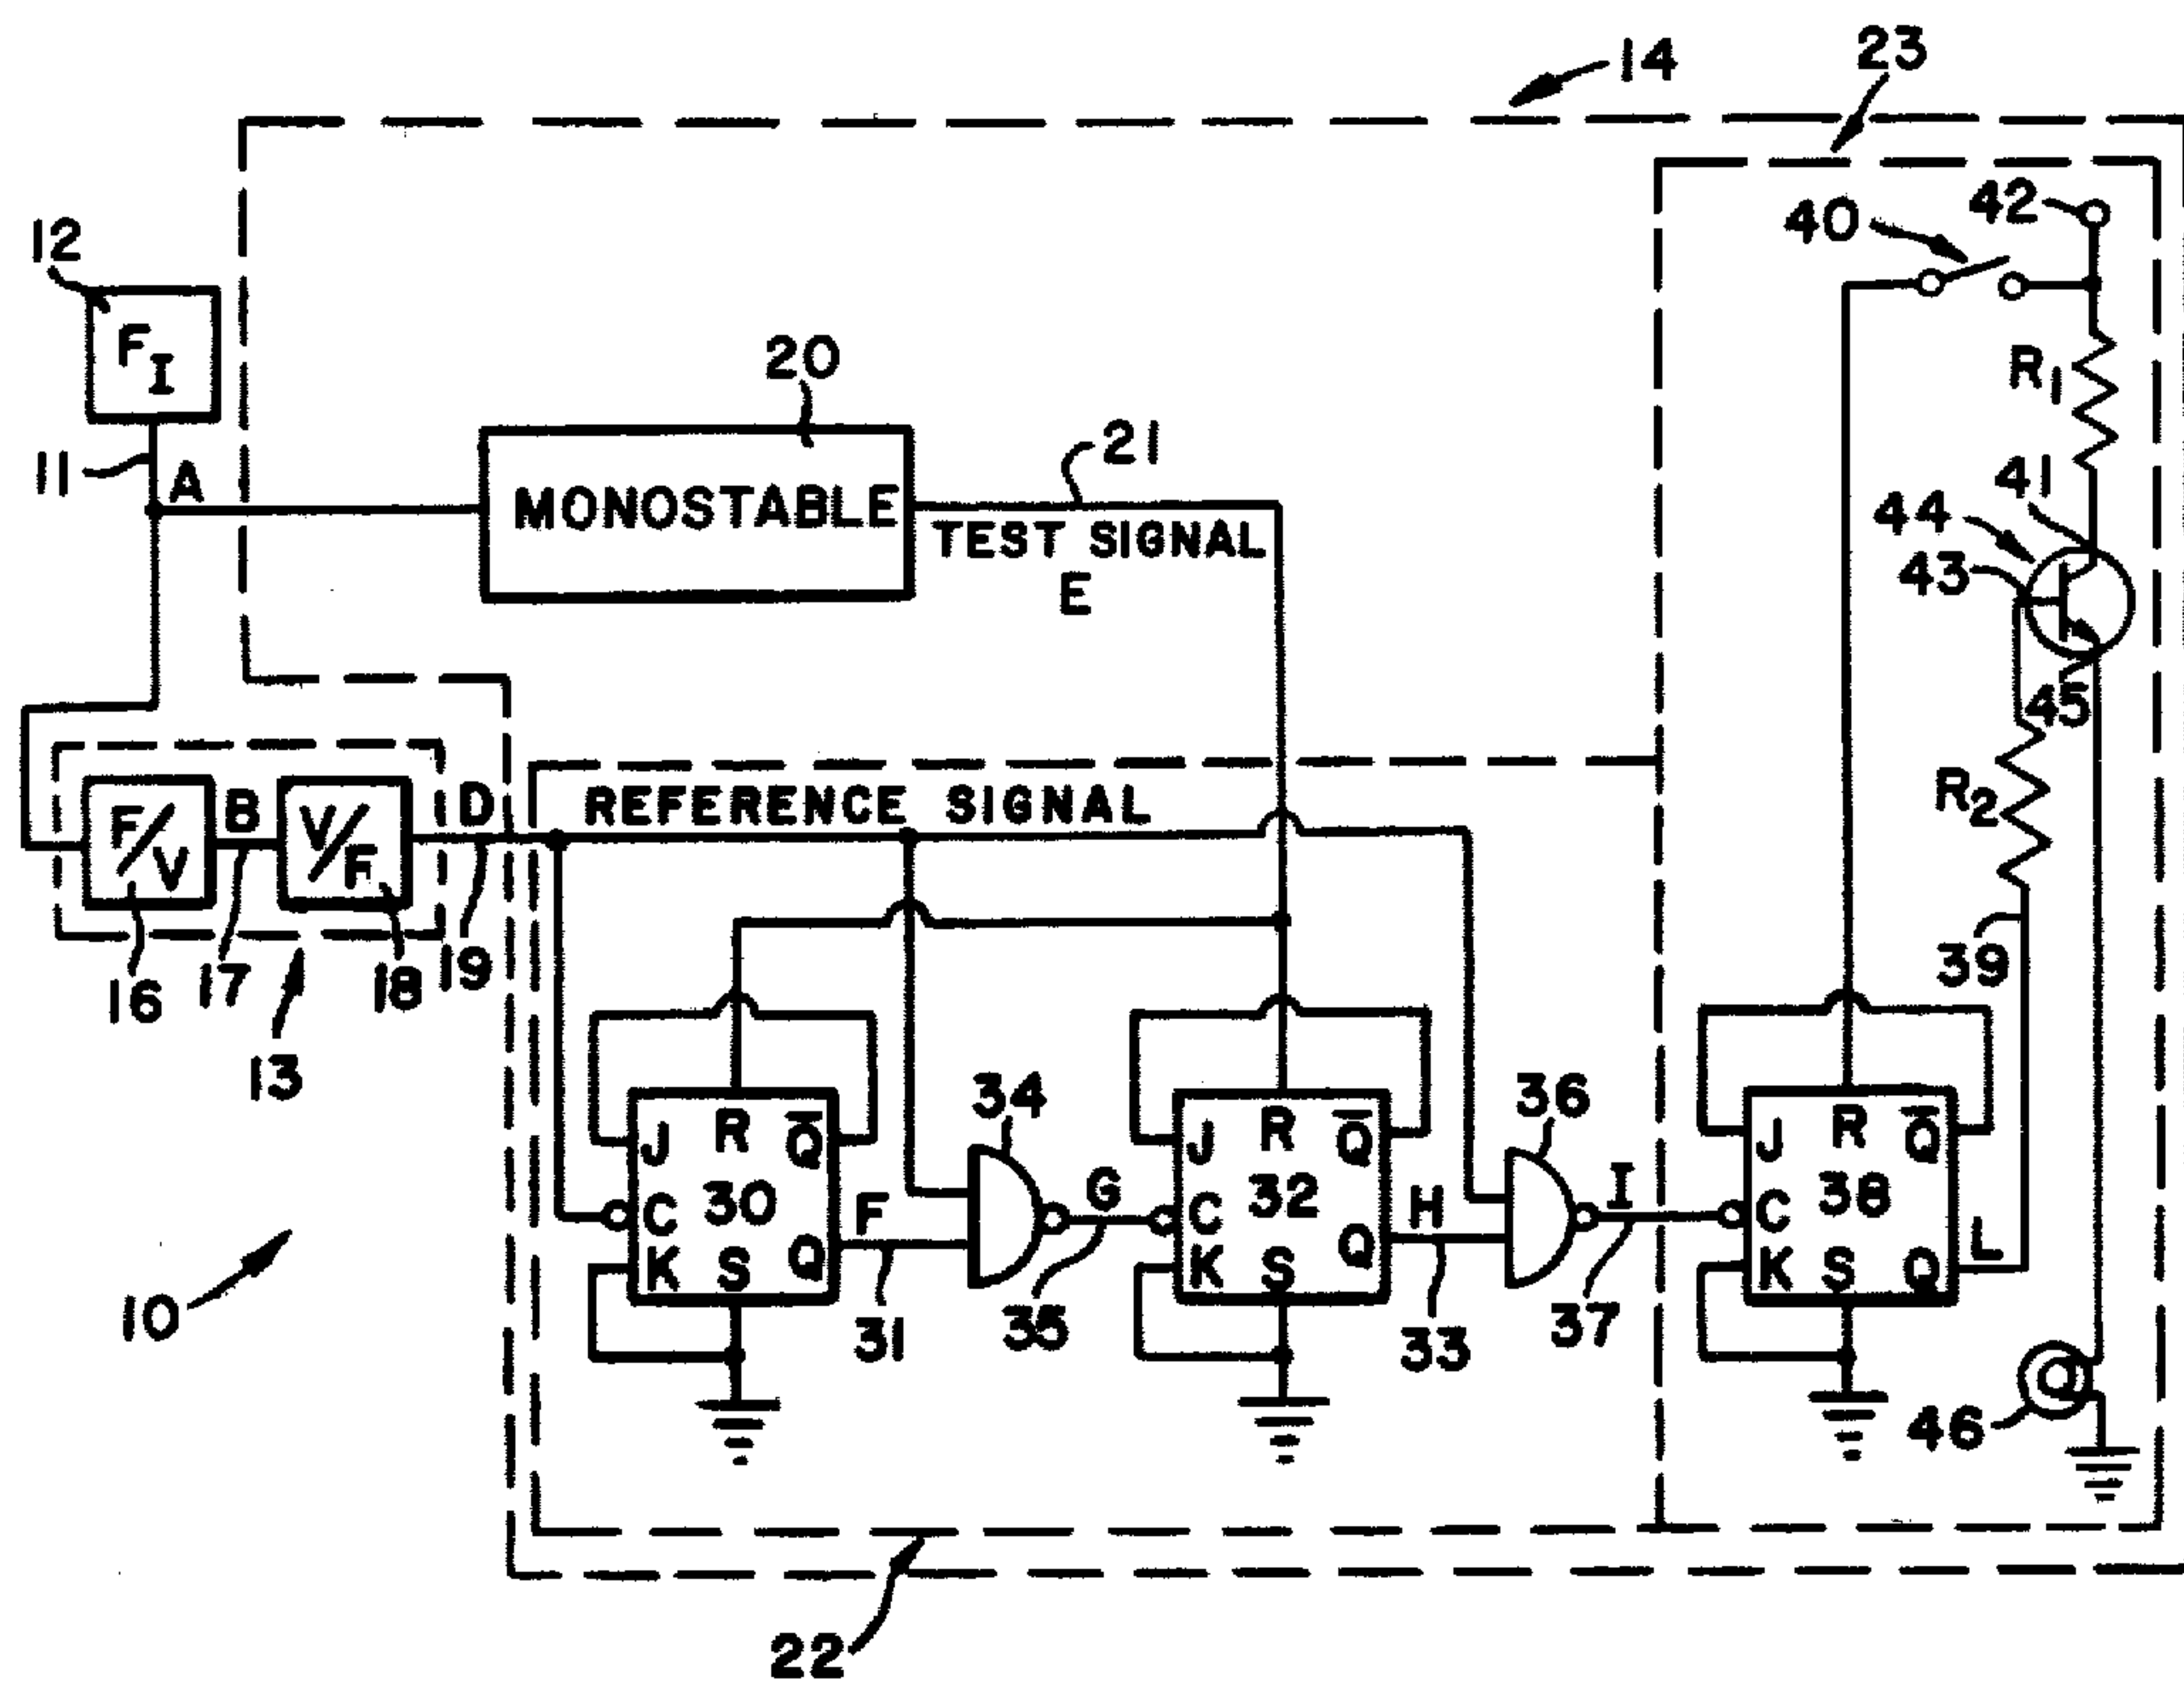 14
23
12
40
42
F I
R1
20
11
A
21
41
44
MONOSTABLE
TEST SIGNAL
43
E
45
F/V
B
V/F
D
REFERENCE SIGNAL
R2
16
17
18
19
39
13
34
36
J R Q̅
J R Q̅
J R Q̅
C 30
F
G
C 32
H
I
C 38
K S Q
K S Q
K S Q
L
10
31
35
33
37
46
22